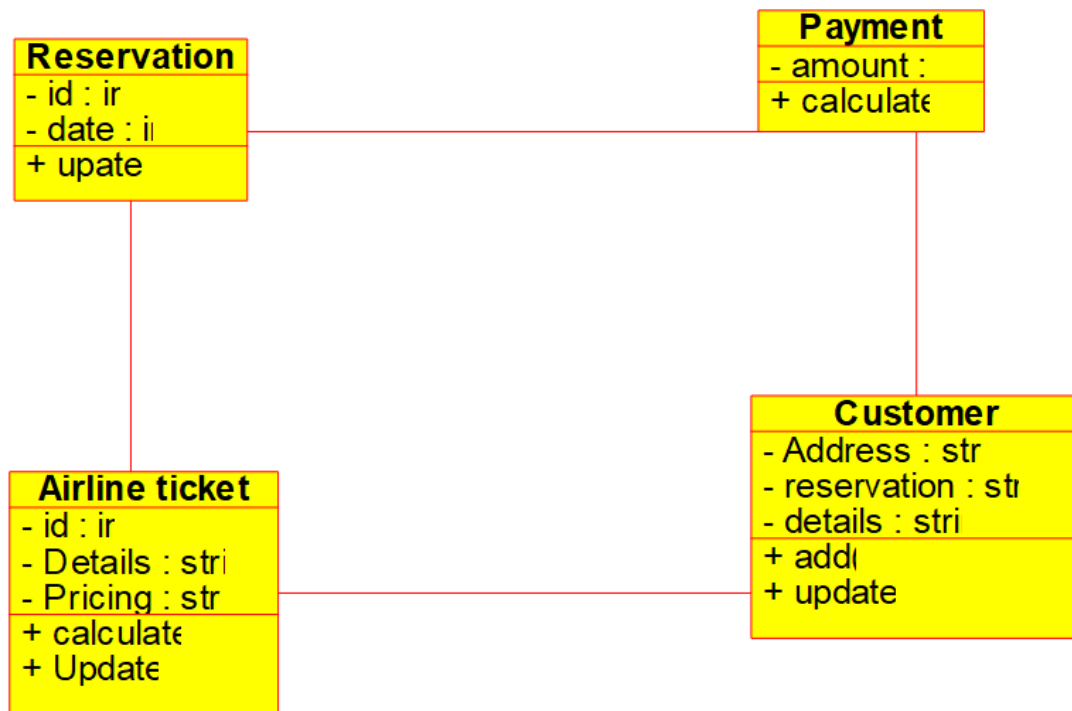 Reservation
- id : ir
- date : i
+ upate
Payment
- amount :
+ calculate
Airline ticket
- id : ir
- Details : stri
- Pricing : str
+ calculate
+ Update
Customer
- Address : str
- reservation : str
- details : stri
+ add(
+ update